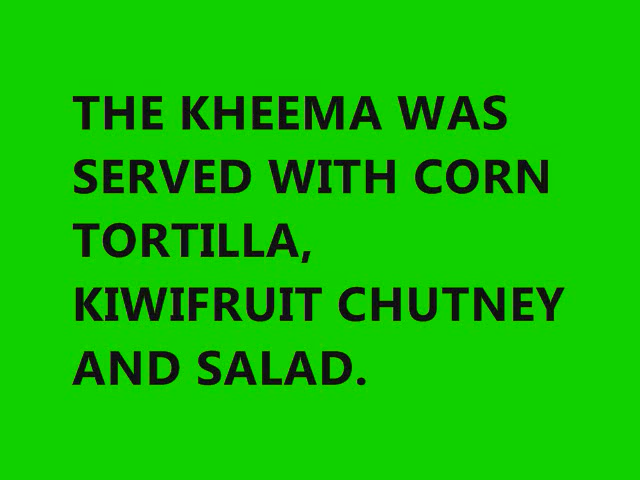 THE KHEEMA WAS
SERVED WITH CORN
TORTILLA,
KIWIFRUIT CHUTNEY
AND SALAD.